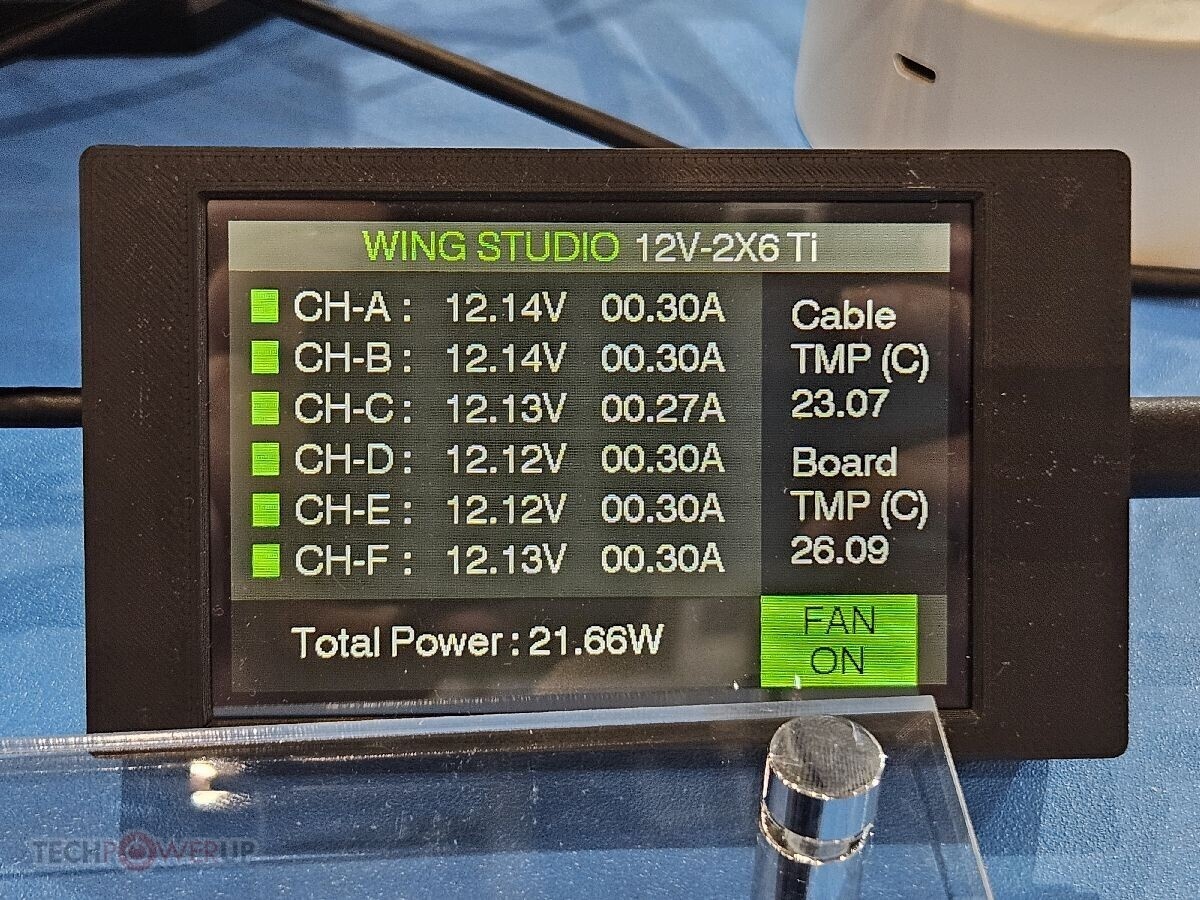 WING STUDIO 12V-2X6 Ti
CH-A : 12.14V 00.30A
CH-B : 12.14V 00.30A
CH-C : 12.13V 00.27A
CH-D : 12.12V 00.30A
CH-E : 12.12V 00.30A
CH-F : 12.13V 00.30A
Cable
TMP (C)
23.07
Board
TMP (C)
26.09
Total Power : 21.66W
FAN
ON
TECHPOWERUP